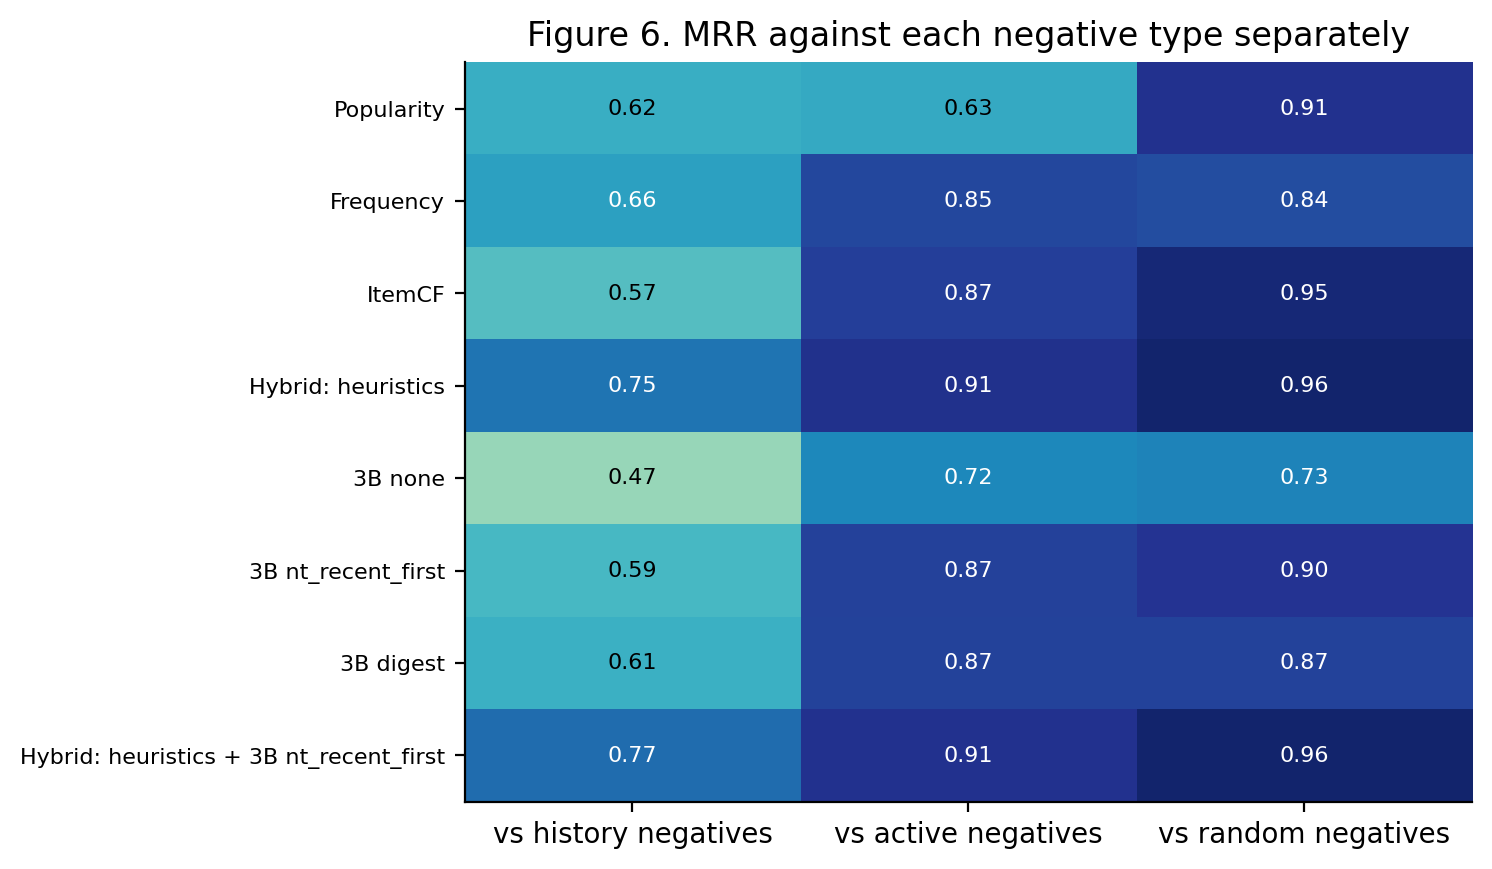 Figure 6. MRR against each negative type separately
Popularity 0.62 0.63 0.91
Frequency 0.66 0.85 0.84
ItemCF 0.57 0.87 0.95
Hybrid: heuristics 0.75 0.91 0.96
3B none 0.47 0.72 0.73
3B nt_recent_first 0.59 0.87 0.90
3B digest 0.61 0.87 0.87
Hybrid: heuristics + 3B nt_recent_first 0.77 0.91 0.96
vs history negatives vs active negatives vs random negatives